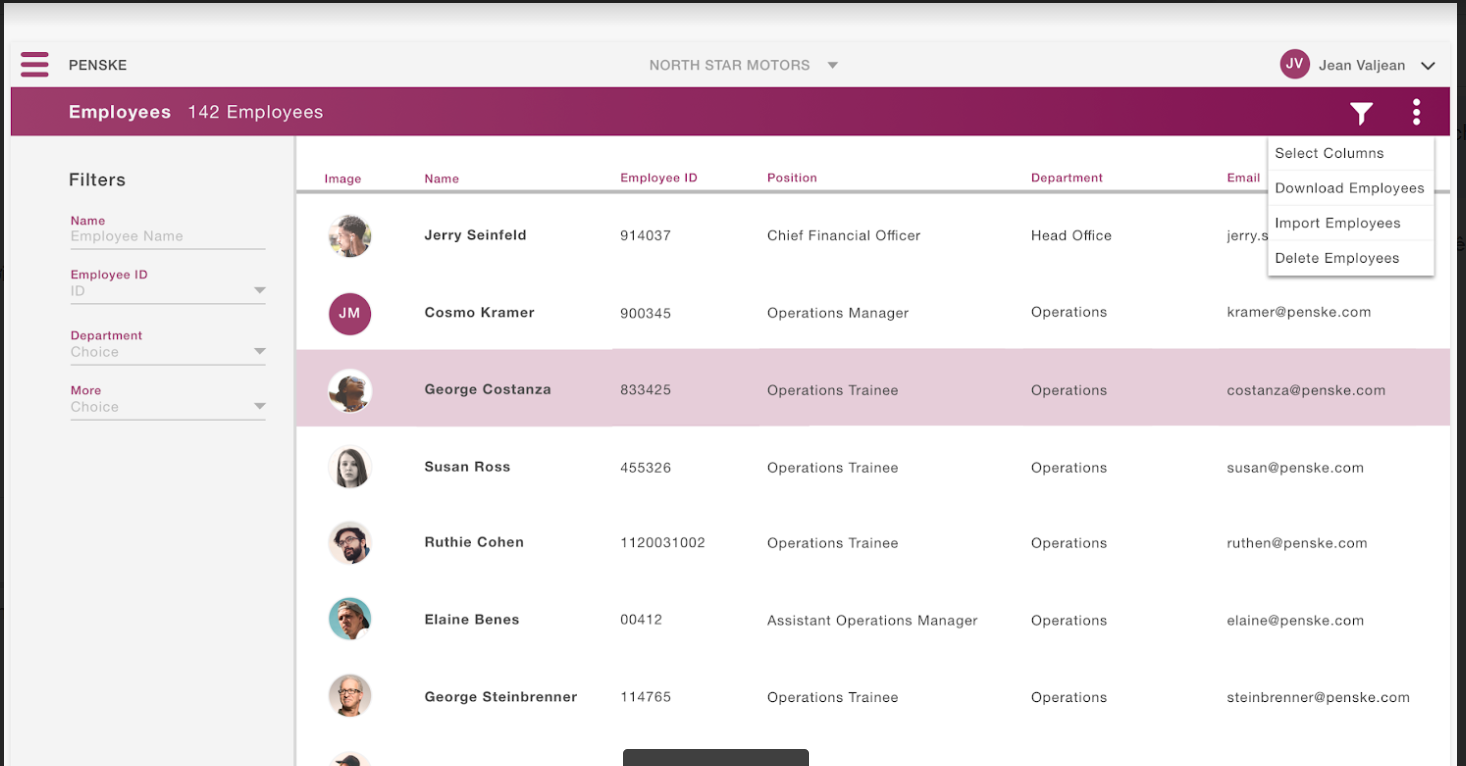 PENSKE NORTH STAR MOTORS JV Jean Valjean
Employees 142 Employees
Select Columns
Download Employees
Import Employees
Delete Employees
Filters
Name
Employee Name
Employee ID
ID
Department
Choice
More
Choice
Image Name Employee ID Position Department Email
Jerry Seinfeld 914037 Chief Financial Officer Head Office jerry.s
JM Cosmo Kramer 900345 Operations Manager Operations kramer@penske.com
George Costanza 833425 Operations Trainee Operations costanza@penske.com
Susan Ross 455326 Operations Trainee Operations susan@penske.com
Ruthie Cohen 1120031002 Operations Trainee Operations ruthen@penske.com
Elaine Benes 00412 Assistant Operations Manager Operations elaine@penske.com
George Steinbrenner 114765 Operations Trainee Operations steinbrenner@penske.com